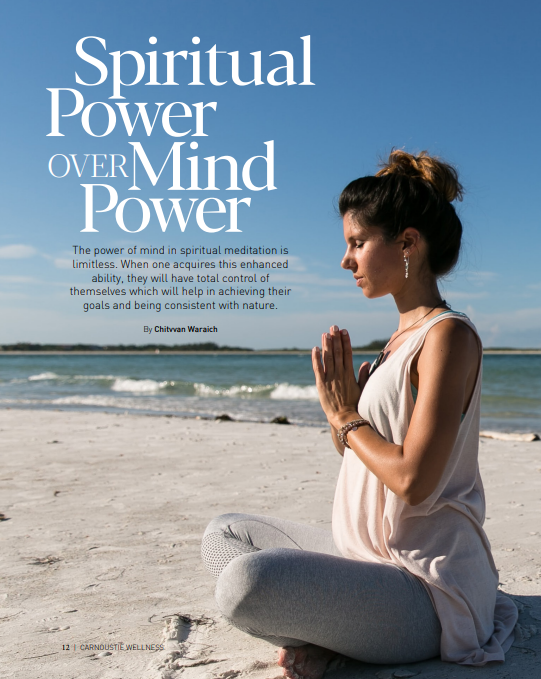 Spiritual
Power
OVER Mind
Power
The power of mind in spiritual meditation is
limitless. When one acquires this enhanced
ability, they will have total control of
themselves which will help in achieving their
goals and being consistent with nature.
By Chitvvan Waraich
12 | CARNOUSTIE WELLNESS